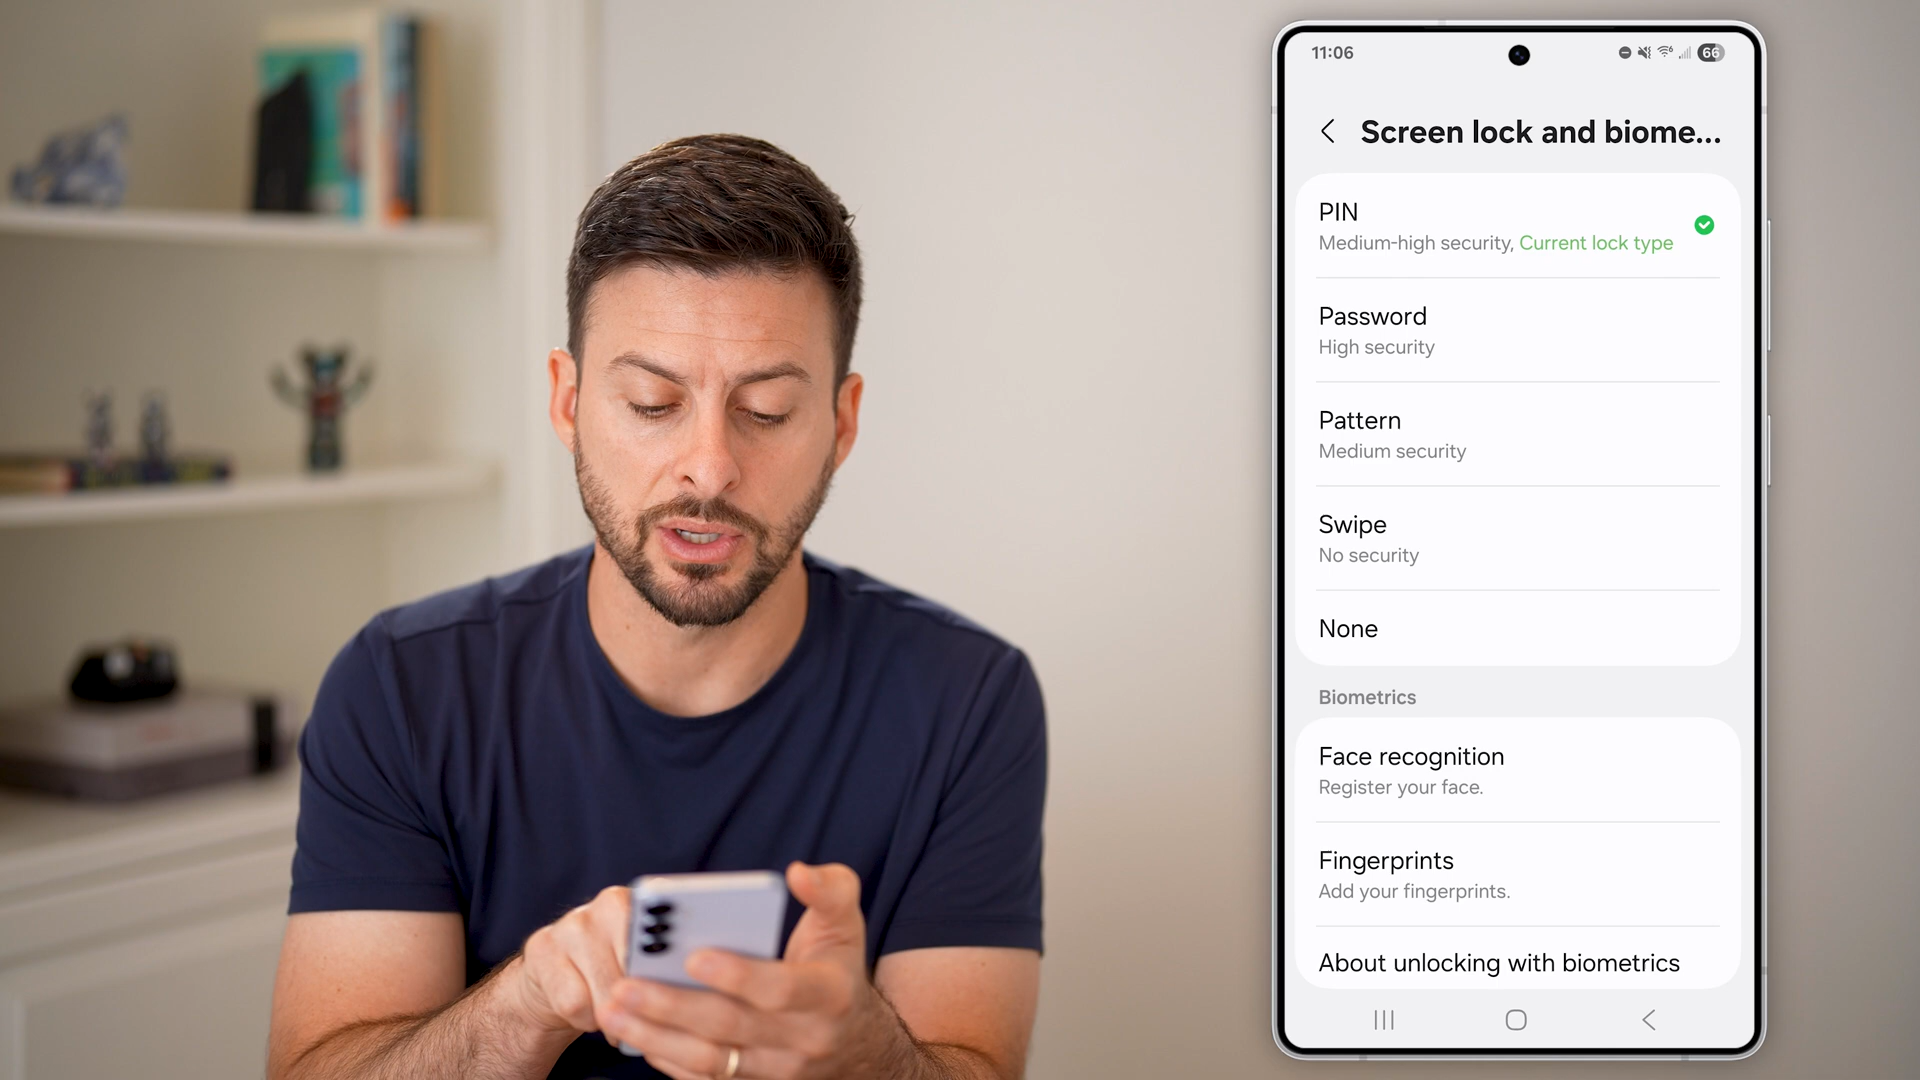 11:06
66
Screen lock and biome...
PIN
Medium-high security, Current lock type
Password
High security
Pattern
Medium security
Swipe
No security
None
Biometrics
Face recognition
Register your face.
Fingerprints
Add your fingerprints.
About unlocking with biometrics